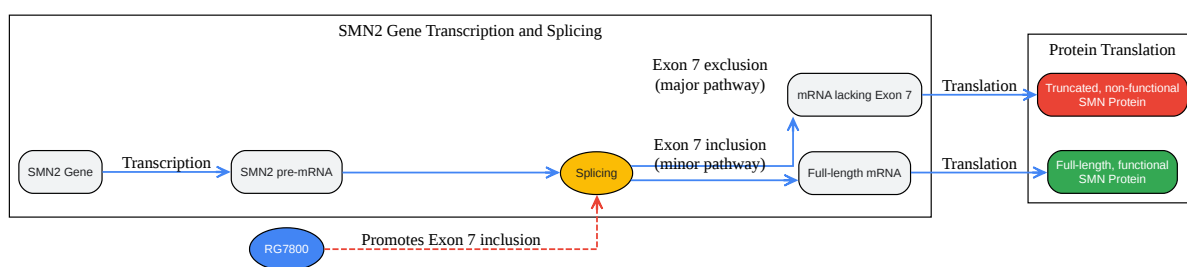 SMN2 Gene Transcription and Splicing
Protein Translation
Exon 7 exclusion
(major pathway)
mRNA lacking Exon 7
Translation
Truncated, non-functional
SMN Protein
SMN2 Gene
Transcription
SMN2 pre-mRNA
Splicing
Exon 7 inclusion
(minor pathway)
Full-length mRNA
Translation
Full-length, functional
SMN Protein
RG7800
Promotes Exon 7 inclusion